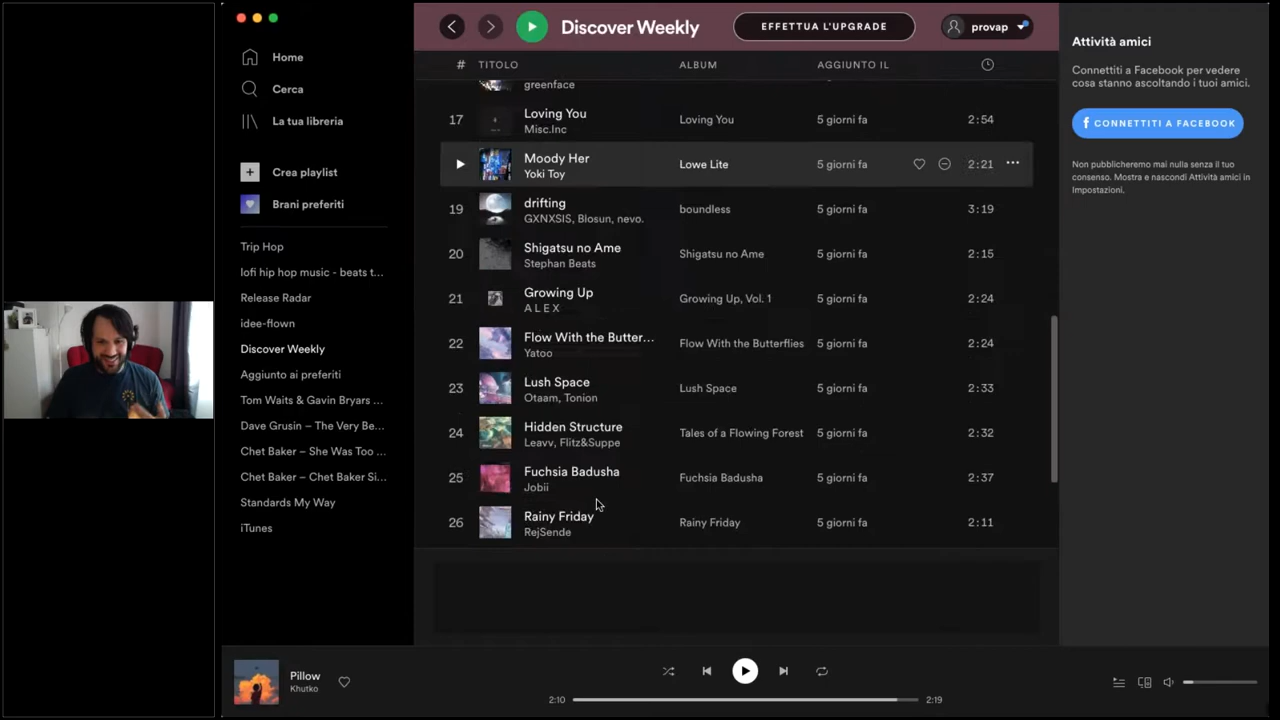 Home
Cerca
La tua libreria
Crea playlist
Brani preferiti
Trip Hop
lofi hip hop music - beats t...
Release Radar
idee-flown
Discover Weekly
Aggiunto ai preferiti
Tom Waits & Gavin Bryars ...
Dave Grusin – The Very Be...
Chet Baker – She Was Too ...
Chet Baker – Chet Baker Si...
Standards My Way
iTunes
Discover Weekly
EFFETTUA L'UPGRADE
provap
# TITOLO ALBUM AGGIUNTO IL
greenface
17 Loving You Loving You 5 giorni fa 2:54
Misc.Inc
Moody Her Lowe Lite 5 giorni fa 2:21
Yoki Toy
19 drifting boundless 5 giorni fa 3:19
GXNXSIS, Blosun, nevo.
20 Shigatsu no Ame Shigatsu no Ame 5 giorni fa 2:15
Stephan Beats
21 Growing Up Growing Up, Vol. 1 5 giorni fa 2:24
A L E X
22 Flow With the Butter... Flow With the Butterflies 5 giorni fa 2:24
Yatoo
23 Lush Space Lush Space 5 giorni fa 2:33
Otaam, Tonion
24 Hidden Structure Tales of a Flowing Forest 5 giorni fa 2:32
Leavv, Flitz&Suppe
25 Fuchsia Badusha Fuchsia Badusha 5 giorni fa 2:37
Jobii
26 Rainy Friday Rainy Friday 5 giorni fa 2:11
RejSende
Attività amici
Connettiti a Facebook per vedere
cosa stanno ascoltando i tuoi amici.
f CONNETTITI A FACEBOOK
Non pubblicheremo mai nulla senza il tuo
consenso. Mostra e nascondi Attività amici in
Impostazioni.
Pillow
Khutko
2:10 2:19